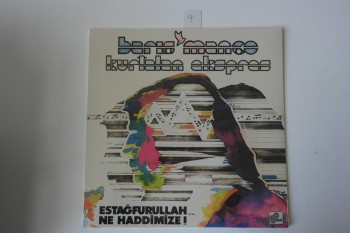 barış manço
kurtalan ekspres
ESTAĞFURULLAH...
NE HADDİMİZE!